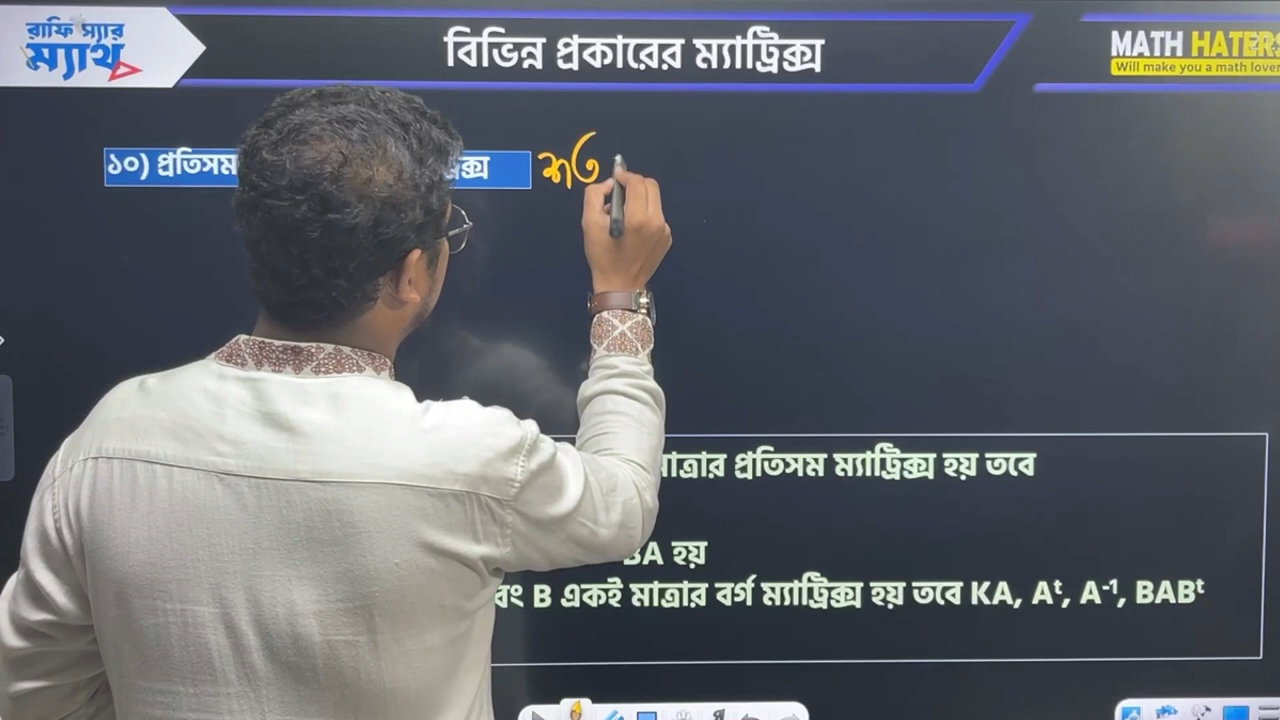 রাফি স্যার
ম্যাথ
বিভিন্ন প্রকারের ম্যাট্রিক্স
MATH HATERS
Will make you a math lover
১০) প্রতিসম
শর্ত
মাত্রার প্রতিসম ম্যাট্রিক্স হয় তবে
BA হয়
এবং B একই মাত্রার বর্গ ম্যাট্রিক্স হয় তবে KA, Aᵗ, A⁻¹, BABᵗ